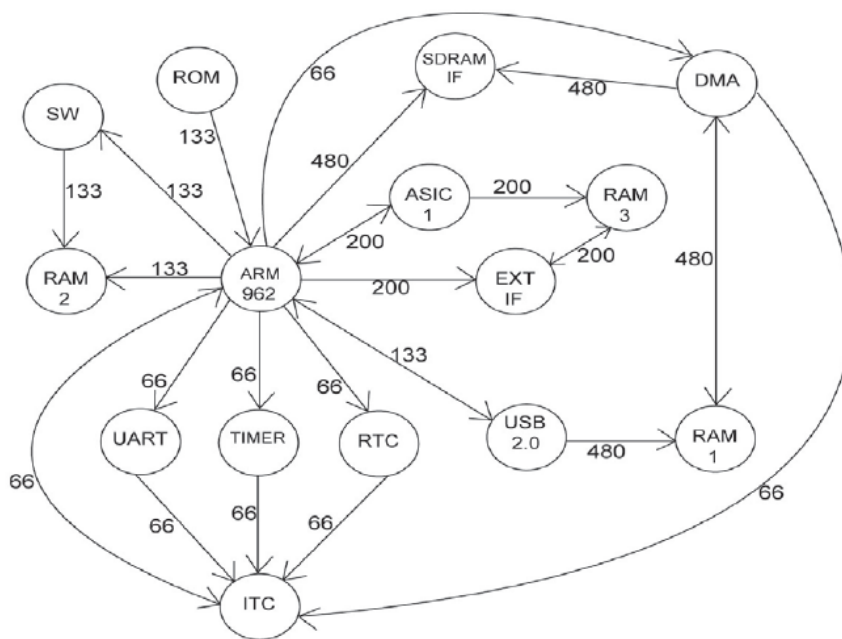 66
SDRAM
IF
DMA
ROM
480
SW
133
480
133
133
ASIC
1
200
RAM
3
200
RAM
2
133
ARM
962
200
EXT
IF
200
480
133
66
66
66
UART
TIMER
RTC
USB
2.0
480
RAM
1
66
66
66
66
66
ITC